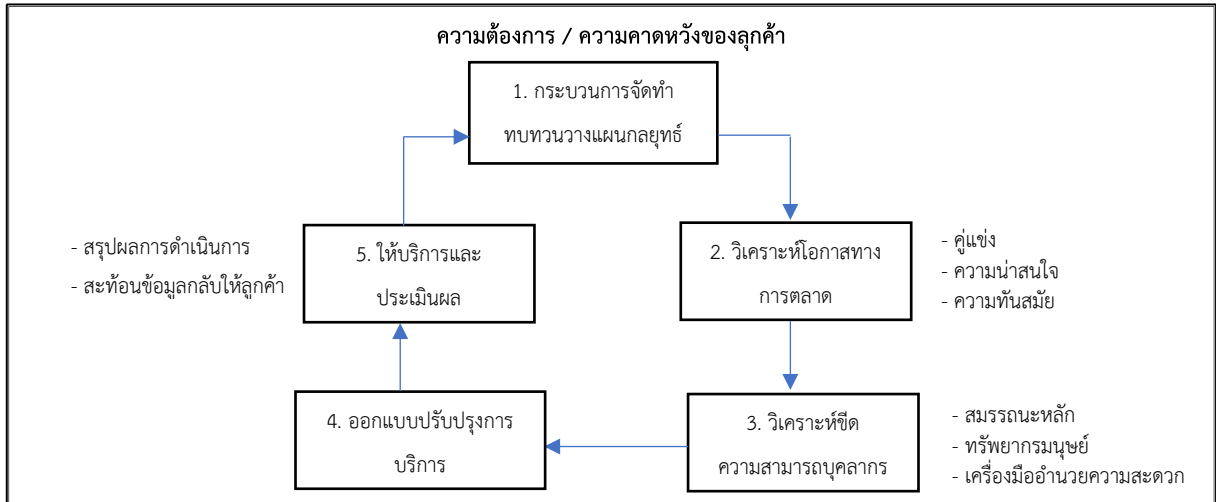 ความต้องการ / ความคาดหวังของลุกค้า
1. กระบวนการจัดทำ
ทบทวนวางแผนกลยุทธ์
2. วิเคราะห์โอกาสทาง
การตลาด
- คู่แข่ง
- ความน่าสนใจ
- ความทันสมัย
3. วิเคราะห์ขีด
ความสามารถบุคลากร
- สมรรถนะหลัก
- ทรัพยากรมนุษย์
- เครื่องมืออำนวยความสะดวก
4. ออกแบบปรับปรุงการ
บริการ
5. ให้บริการและ
ประเมินผล
- สรุปผลการดำเนินการ
- สะท้อนข้อมูลกลับให้ลูกค้า